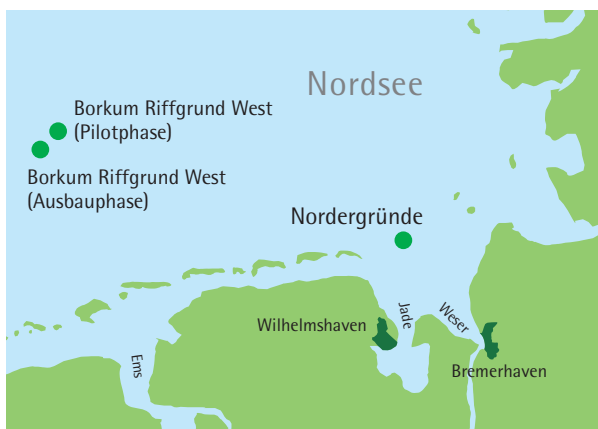 Nordsee
Borkum Riffgrund West
(Pilotphase)
Borkum Riffgrund West
(Ausbauphase)
Nordergründe
Wilhelmshaven
Jade
Weser
Ems
Bremerhaven